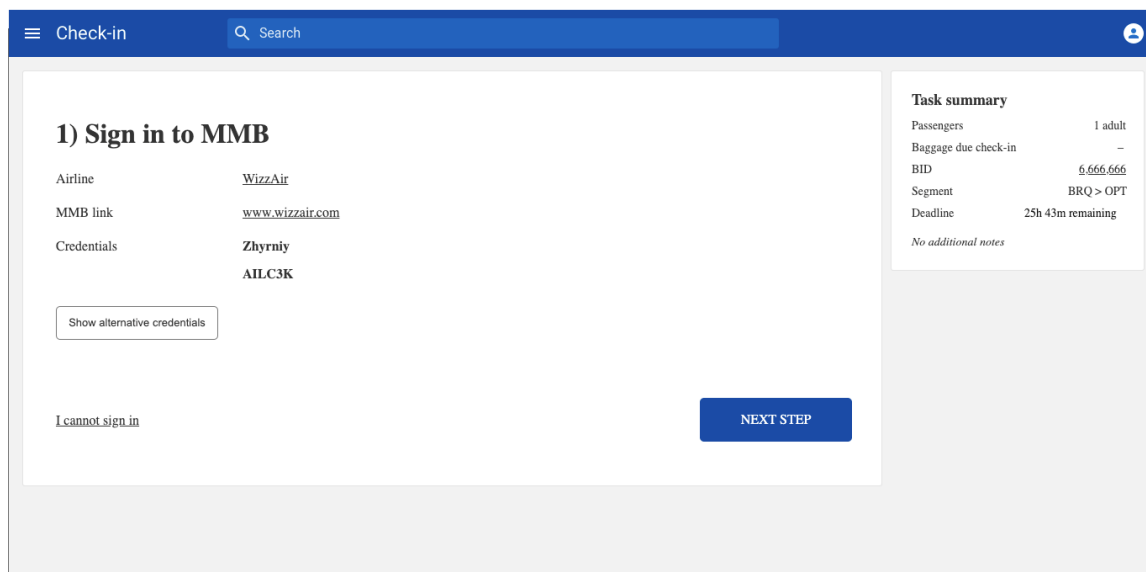 Check-in
Search
1) Sign in to MMB
Airline WizzAir
MMB link www.wizzair.com
Credentials Zhyrniy
AILC3K
Show alternative credentials
I cannot sign in
NEXT STEP
Task summary
Passengers 1 adult
Baggage due check-in –
BID 6,666,666
Segment BRQ > OPT
Deadline 25h 43m remaining
No additional notes